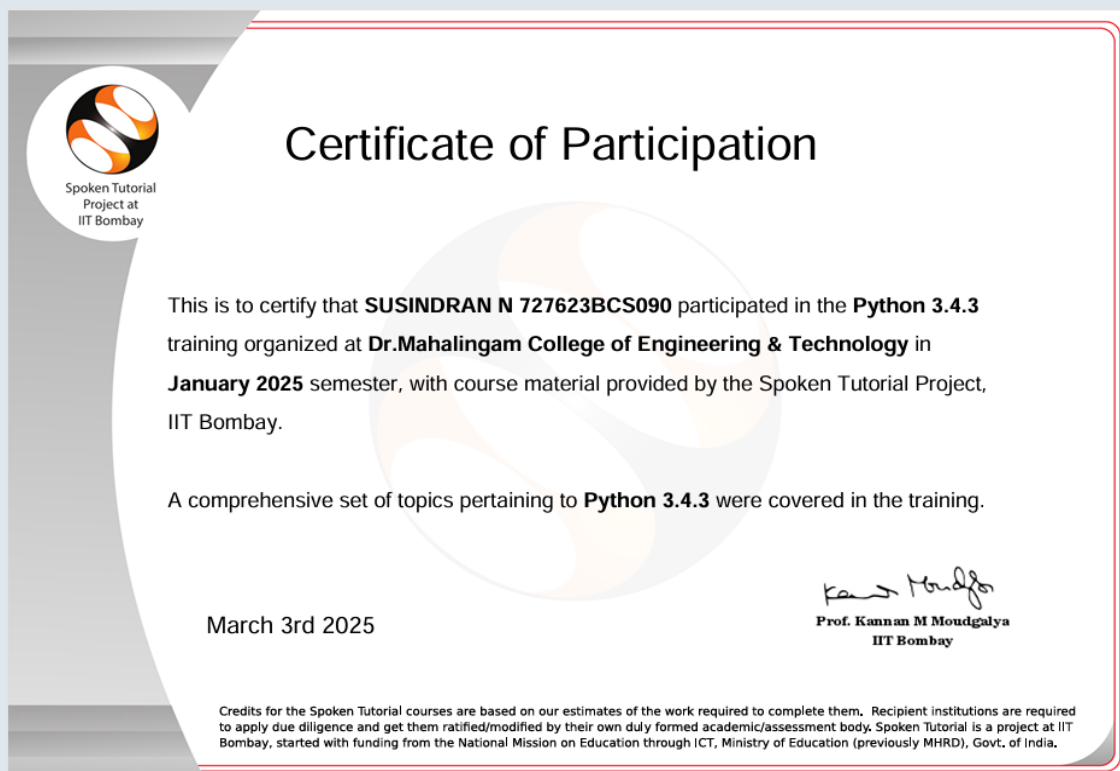 Spoken Tutorial
Project at
IIT Bombay
Certificate of Participation
This is to certify that SUSINDRAN N 727623BCS090 participated in the Python 3.4.3
training organized at Dr.Mahalingam College of Engineering & Technology in
January 2025 semester, with course material provided by the Spoken Tutorial Project,
IIT Bombay.
A comprehensive set of topics pertaining to Python 3.4.3 were covered in the training.
March 3rd 2025
Prof. Kannan M Moudgalya
IIT Bombay
Credits for the Spoken Tutorial courses are based on our estimates of the work required to complete them. Recipient institutions are required
to apply due diligence and get them ratified/modified by their own duly formed academic/assessment body. Spoken Tutorial is a project at IIT
Bombay, started with funding from the National Mission on Education through ICT, Ministry of Education (previously MHRD), Govt. of India.